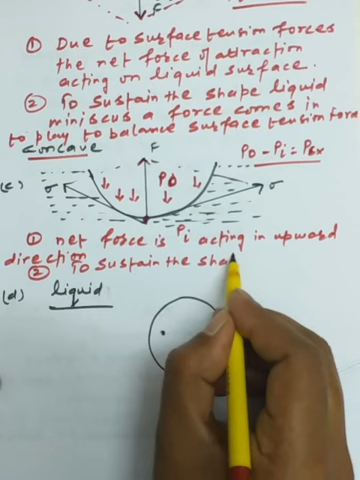 F
① Due to surface tension forces
the net force of attraction
acting on liquid surface.
② To sustain the shape liquid
miniscus a force comes in
to play to balance surface tension force
concave
F
Po - Pi = Pex
(c)
σ
Po
σ
Pi
① net force is acting in upward
direction
② To sustain the sha
(d) liquid